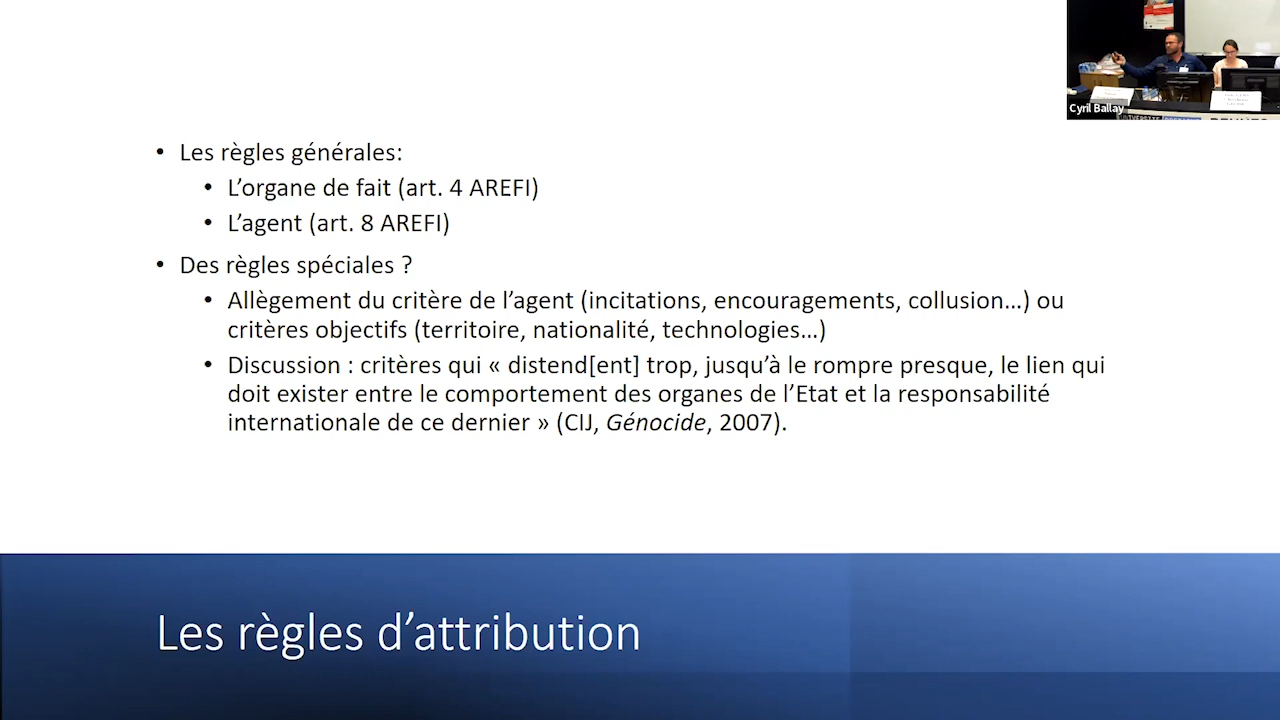 Cyril Ballay
• Les règles générales:
• L’organe de fait (art. 4 AREFI)
• L’agent (art. 8 AREFI)
• Des règles spéciales ?
• Allègement du critère de l’agent (incitations, encouragements, collusion…) ou
critères objectifs (territoire, nationalité, technologies…)
• Discussion : critères qui « distend[ent] trop, jusqu’à le rompre presque, le lien qui
doit exister entre le comportement des organes de l’Etat et la responsabilité
internationale de ce dernier » (CIJ, Génocide, 2007).
Les règles d’attribution